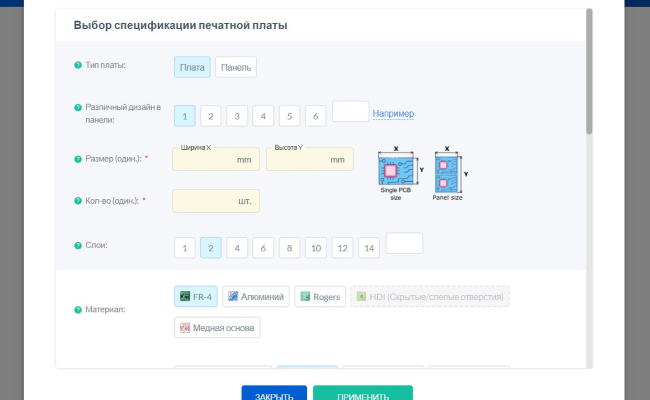 Выбор спецификации печатной платы
Тип платы:
Плата
Панель
Различный дизайн в
панели:
1
2
3
4
5
6
Например
Размер (один.): *
Ширина X
mm
Высота Y
mm
X
Y
Single PCB
size
X
Y
Panel size
Кол-во (один.): *
шт.
Слои:
1
2
4
6
8
10
12
14
Материал:
FR-4
Алюминий
Rogers
HDI (Скрытые/слепые отверстия)
Медная основа
ЗАКРЫТЬ
ПРИМЕНИТЬ